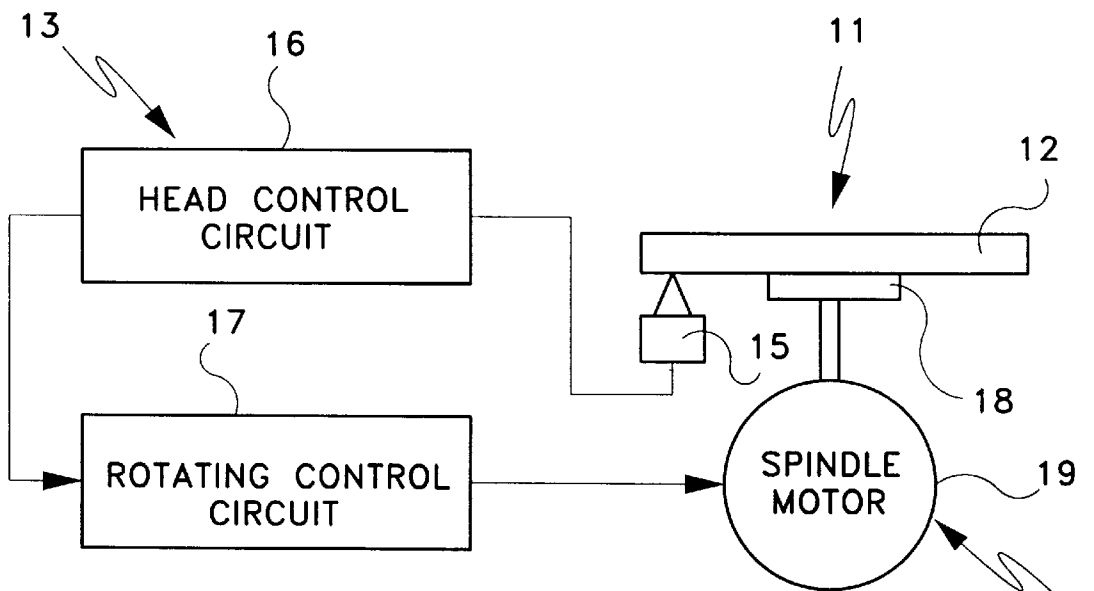 13
16
11
12
HEAD CONTROL
CIRCUIT
17
15
18
ROTATING CONTROL
CIRCUIT
SPINDLE
MOTOR
19